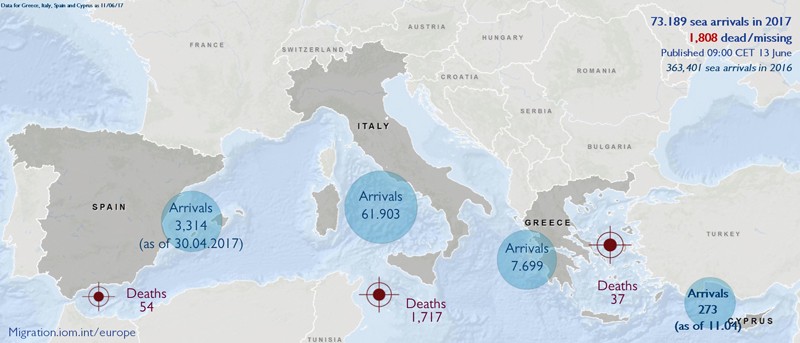 Data for Greece, Italy, Spain and Cyprus as 11/06/17
73.189 sea arrivals in 2017
1,808 dead/missing
Published 09:00 CET 13 June
363,401 sea arrivals in 2016
AUSTRIA
FRANCE
SWITZERLAND
HUNGARY
CROATIA
ROMANIA
SERBIA
ITALY
BULGARIA
SPAIN
Arrivals
3,314
(as of 30.04.2017)
Arrivals
61.903
GREECE
Arrivals
7.699
TURKEY
Deaths
54
Deaths
1,717
Deaths
37
Arrivals
273
(as of 11.04)
CYPRUS
Migration.iom.int/europe
TUNISIA